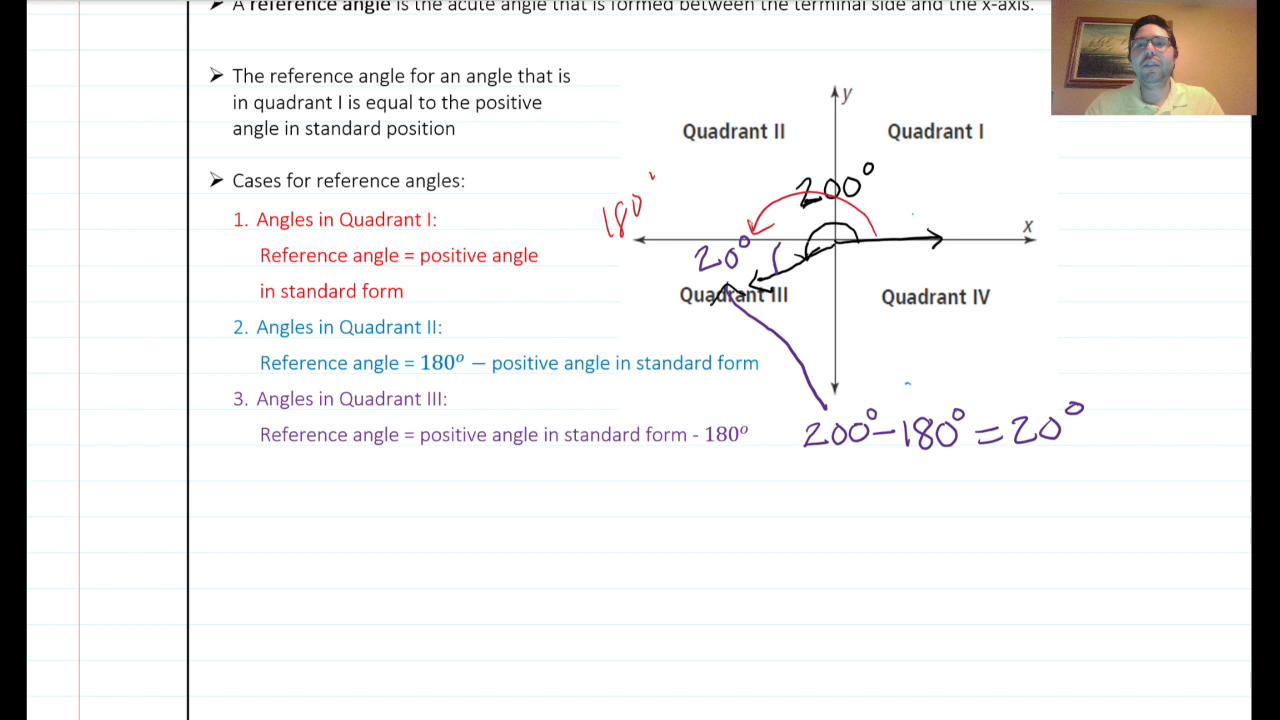 ➢ A reference angle is the acute angle that is formed between the terminal side and the x-axis.
➢ The reference angle for an angle that is
in quadrant I is equal to the positive
angle in standard position
➢ Cases for reference angles:
1. Angles in Quadrant I:
Reference angle = positive angle
in standard form
2. Angles in Quadrant II:
Reference angle = 180° − positive angle in standard form
3. Angles in Quadrant III:
Reference angle = positive angle in standard form - 180°
y
Quadrant II
Quadrant I
200°
180°
x
20°
Quadrant III
Quadrant IV
200° − 180° = 20°